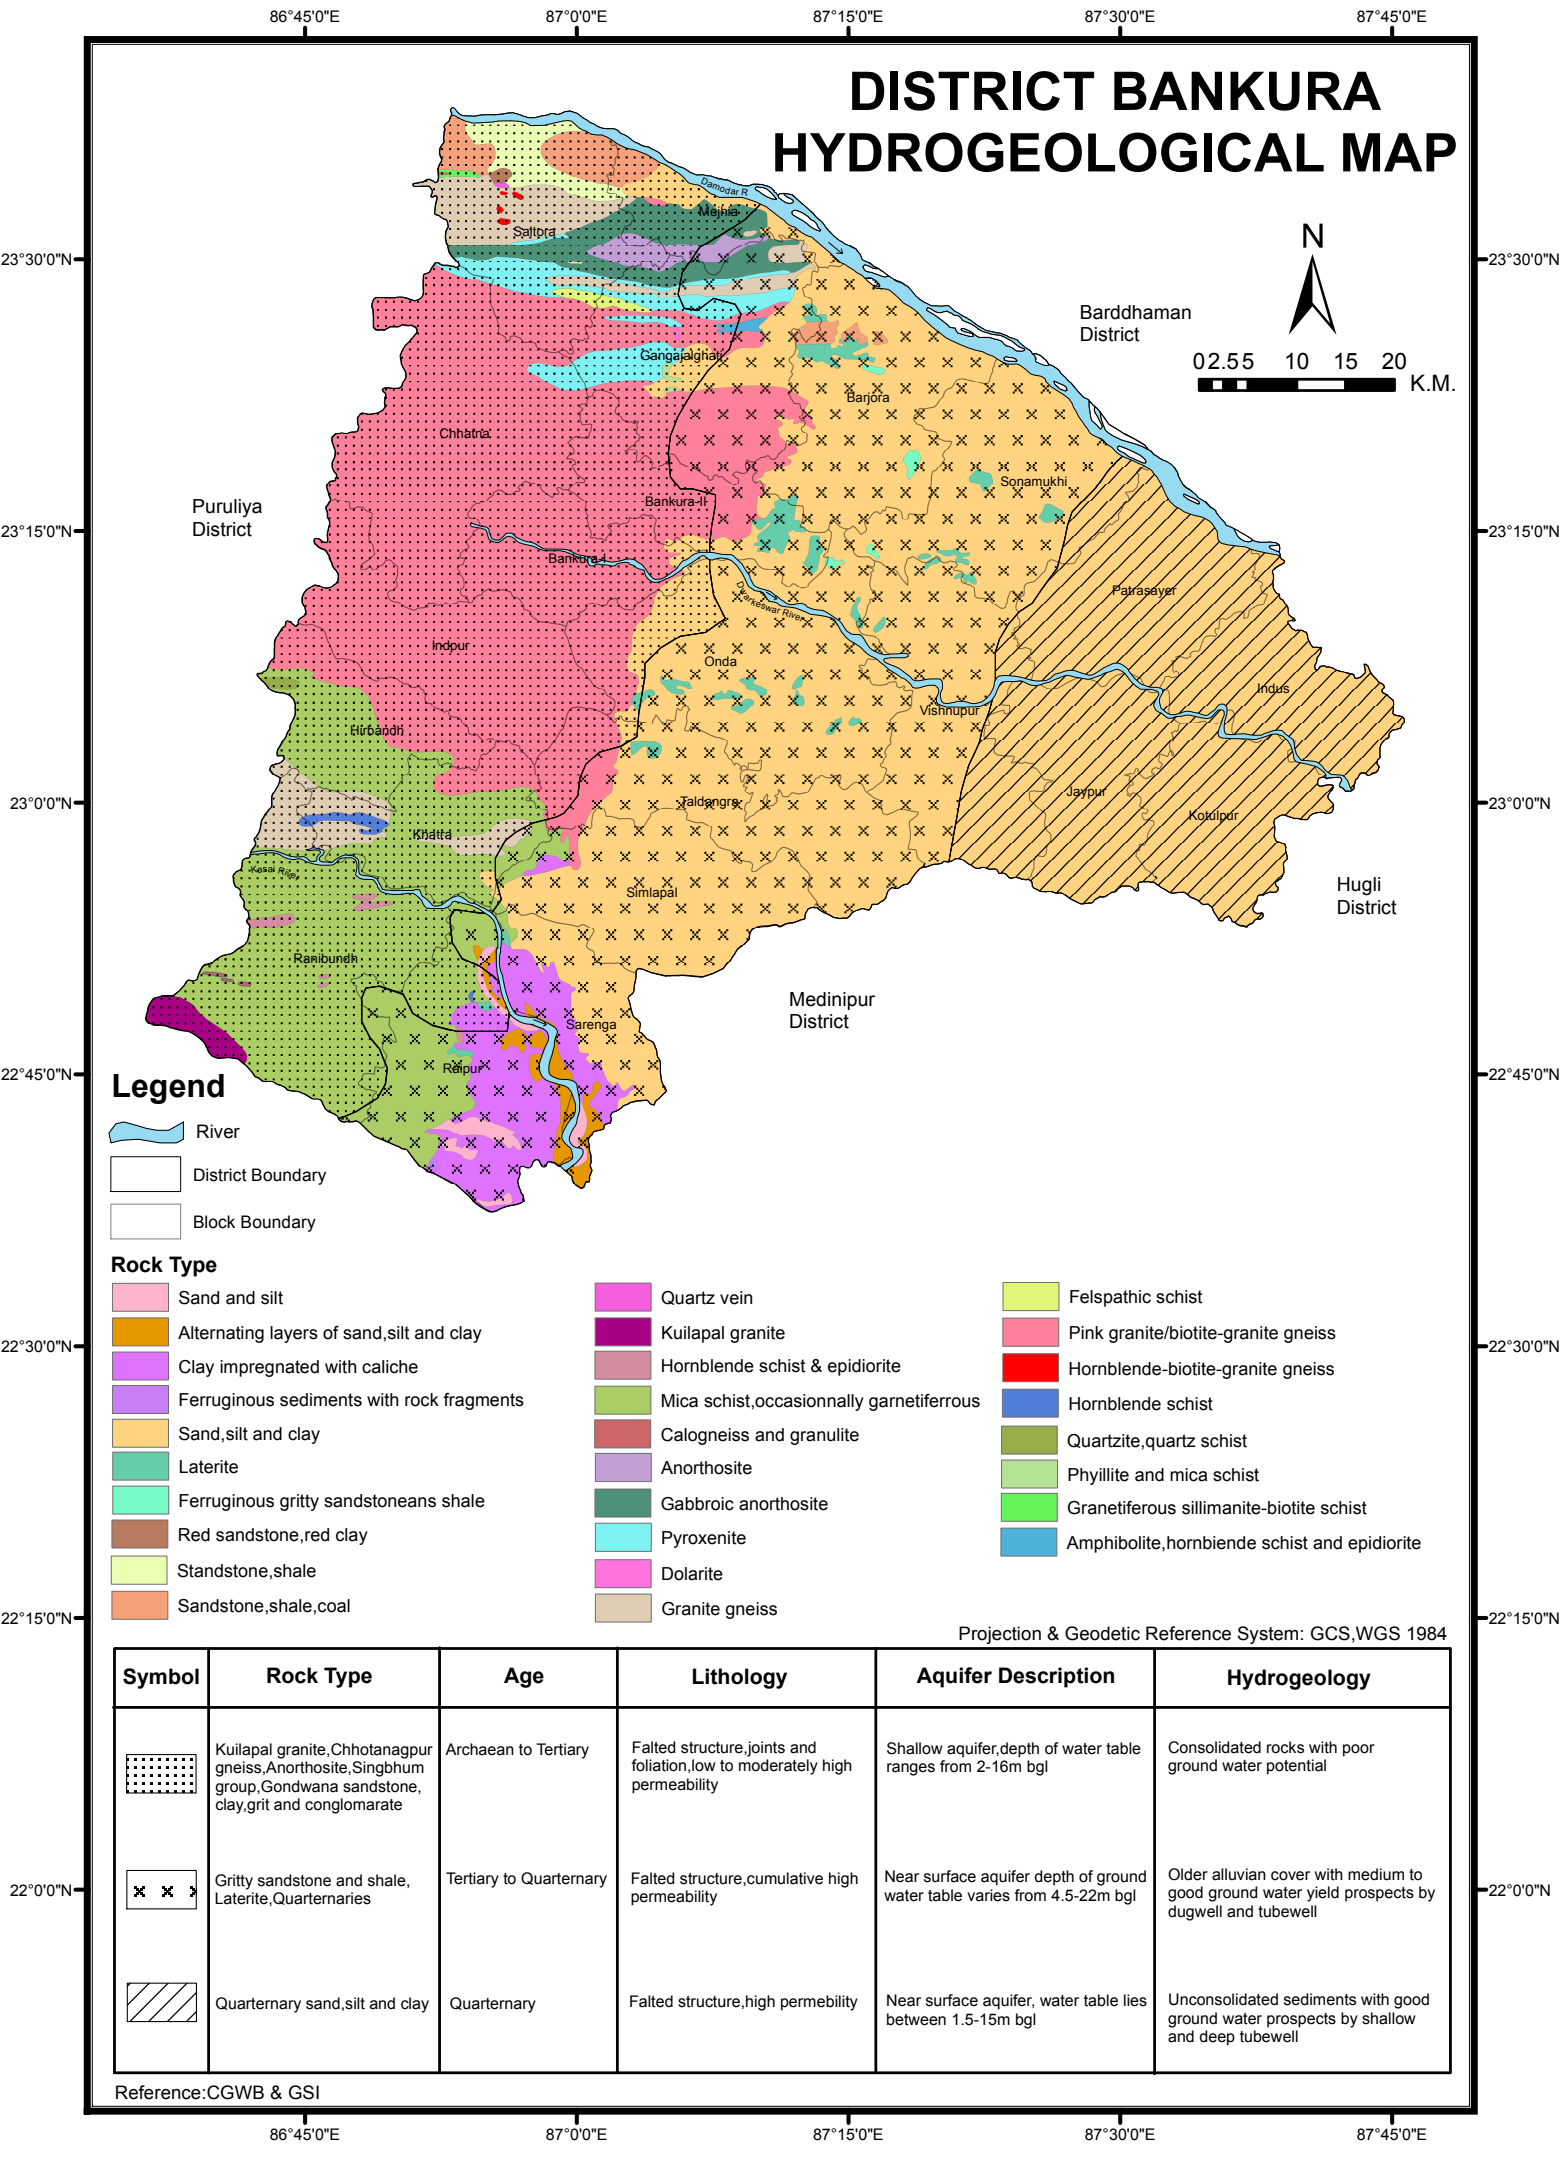 86°45'0"E 87°0'0"E 87°15'0"E 87°30'0"E 87°45'0"E
DISTRICT BANKURA
HYDROGEOLOGICAL MAP
Damodar R
Mejhia
Saltora
N
23°30'0"N 23°30'0"N
Barddhaman
District
Gangajalghati
0 2.5 5 10 15 20 K.M.
Barjora
Chhatna
Sonamukhi
Bankura-II
Puruliya
District
23°15'0"N 23°15'0"N
Bankura-I
Patrasayer
Dwarkeswar River
Indpur
Onda
Indus
Vishnupur
Hirbandh
Jaypur
23°0'0"N 23°0'0"N
Taldangra
Kotulpur
Khatra
Kasai River
Simlapal
Hugli
District
Ranibundh
Medinipur
District
Sarenga
Raipur
22°45'0"N 22°45'0"N
Legend
River
District Boundary
Block Boundary
Rock Type
Sand and silt
Alternating layers of sand,silt and clay
Clay impregnated with caliche
Ferruginous sediments with rock fragments
Sand,silt and clay
Laterite
Ferruginous gritty sandstoneans shale
Red sandstone,red clay
Standstone,shale
Sandstone,shale,coal
Quartz vein
Kuilapal granite
Hornblende schist & epidiorite
Mica schist,occasionnally garnetiferrous
Calogneiss and granulite
Anorthosite
Gabbroic anorthosite
Pyroxenite
Dolarite
Granite gneiss
Felspathic schist
Pink granite/biotite-granite gneiss
Hornblende-biotite-granite gneiss
Hornblende schist
Quartzite,quartz schist
Phyillite and mica schist
Granetiferous sillimanite-biotite schist
Amphibolite,hornbiende schist and epidiorite
22°30'0"N 22°30'0"N
22°15'0"N 22°15'0"N
Projection & Geodetic Reference System: GCS,WGS 1984
Symbol Rock Type Age Lithology Aquifer Description Hydrogeology
Kuilapal granite,Chhotanagpur
gneiss,Anorthosite,Singbhum
group,Gondwana sandstone,
clay,grit and conglomarate
Archaean to Tertiary
Falted structure,joints and
foliation,low to moderately high
permeability
Shallow aquifer,depth of water table
ranges from 2-16m bgl
Consolidated rocks with poor
ground water potential
Gritty sandstone and shale,
Laterite,Quarternaries
Tertiary to Quarternary
Falted structure,cumulative high
permeability
Near surface aquifer depth of ground
water table varies from 4.5-22m bgl
Older alluvian cover with medium to
good ground water yield prospects by
dugwell and tubewell
22°0'0"N 22°0'0"N
Quarternary sand,silt and clay
Quarternary
Falted structure,high permebility
Near surface aquifer, water table lies
between 1.5-15m bgl
Unconsolidated sediments with good
ground water prospects by shallow
and deep tubewell
Reference:CGWB & GSI
86°45'0"E 87°0'0"E 87°15'0"E 87°30'0"E 87°45'0"E